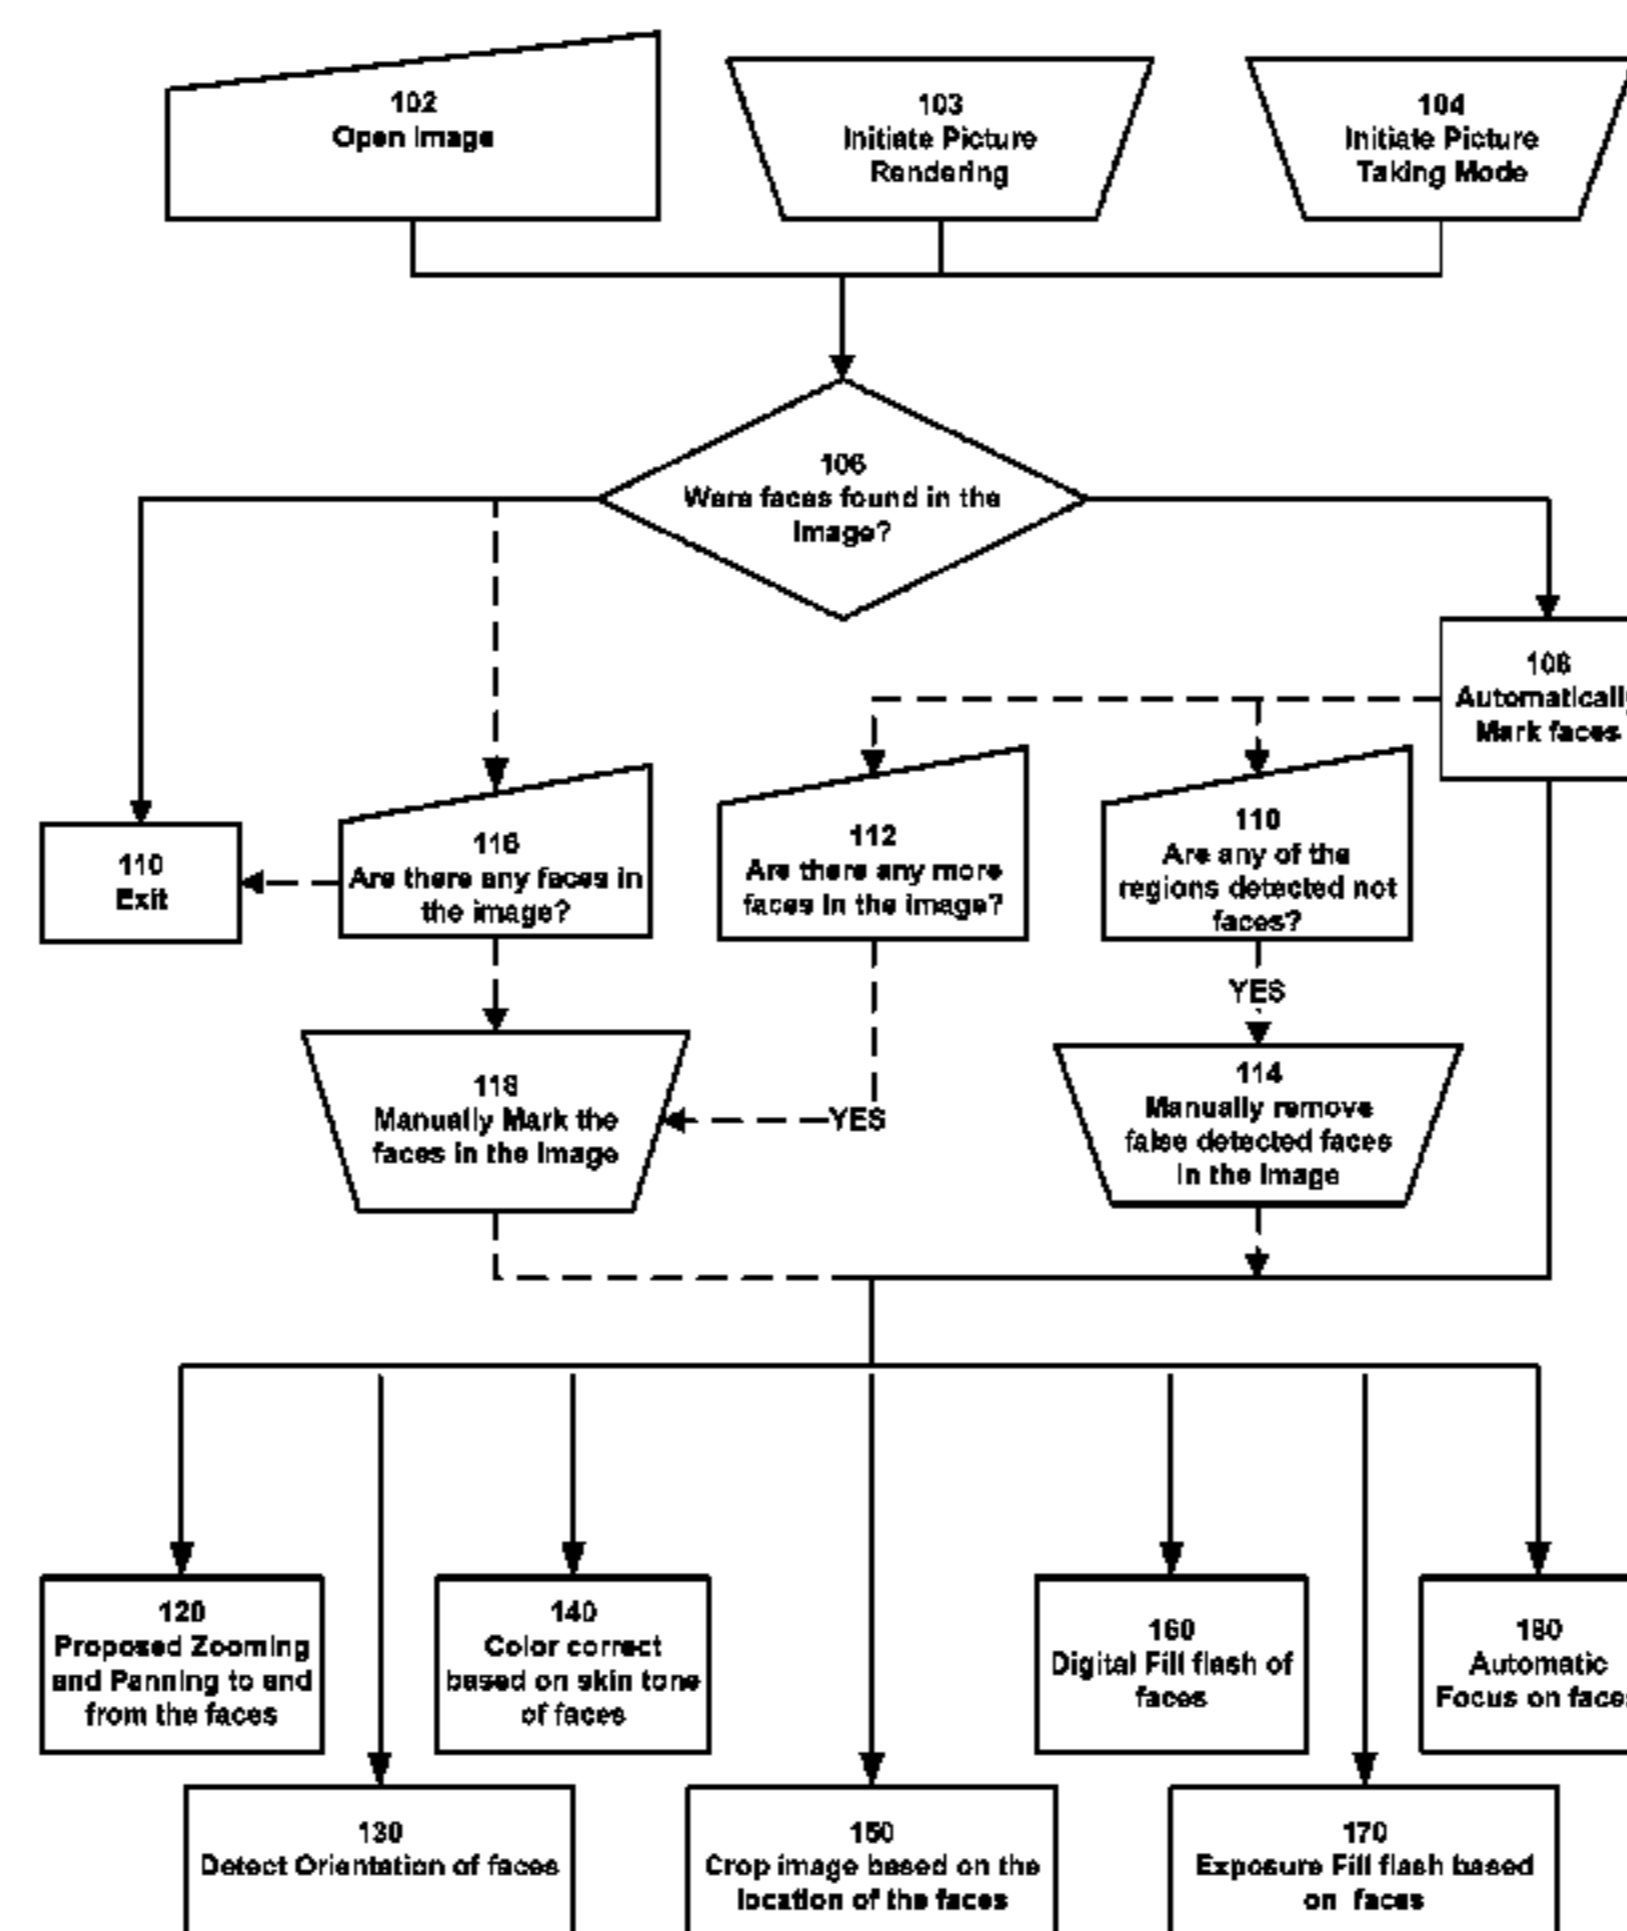 102
Open Image
103
Initiate Picture
Rendering
104
Initiate Picture
Taking Mode
106
Were faces found in the
Image?
108
Automatically
Mark faces
110
Exit
116
Are there any faces in
the image?
112
Are there any more
faces in the image?
110
Are any of the
regions detected not
faces?
YES
118
Manually Mark the
faces in the Image
YES
114
Manually remove
false detected faces
in the Image
120
Proposed Zooming
and Panning to and
from the faces
140
Color correct
based on skin tone
of faces
160
Digital Fill flash of
faces
180
Automatic
Focus on faces
130
Detect Orientation of faces
150
Crop image based on the
location of the faces
170
Exposure Fill flash based
on faces